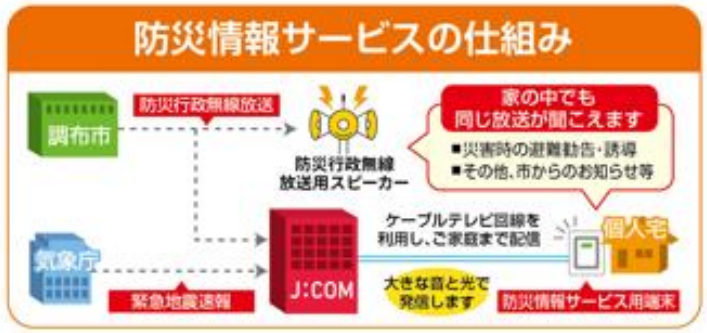 防災情報サービスの仕組み
調布市
防災行政無線放送
防災行政無線
放送用スピーカー
家の中でも
同じ放送が聞こえます
■災害時の避難勧告・誘導
■その他、市からのお知らせ等
気象庁
緊急地震速報
J:COM
ケーブルテレビ回線を
利用し、ご家庭まで配信
大きな音と光で
発信します
個人宅
防災情報サービス用端末